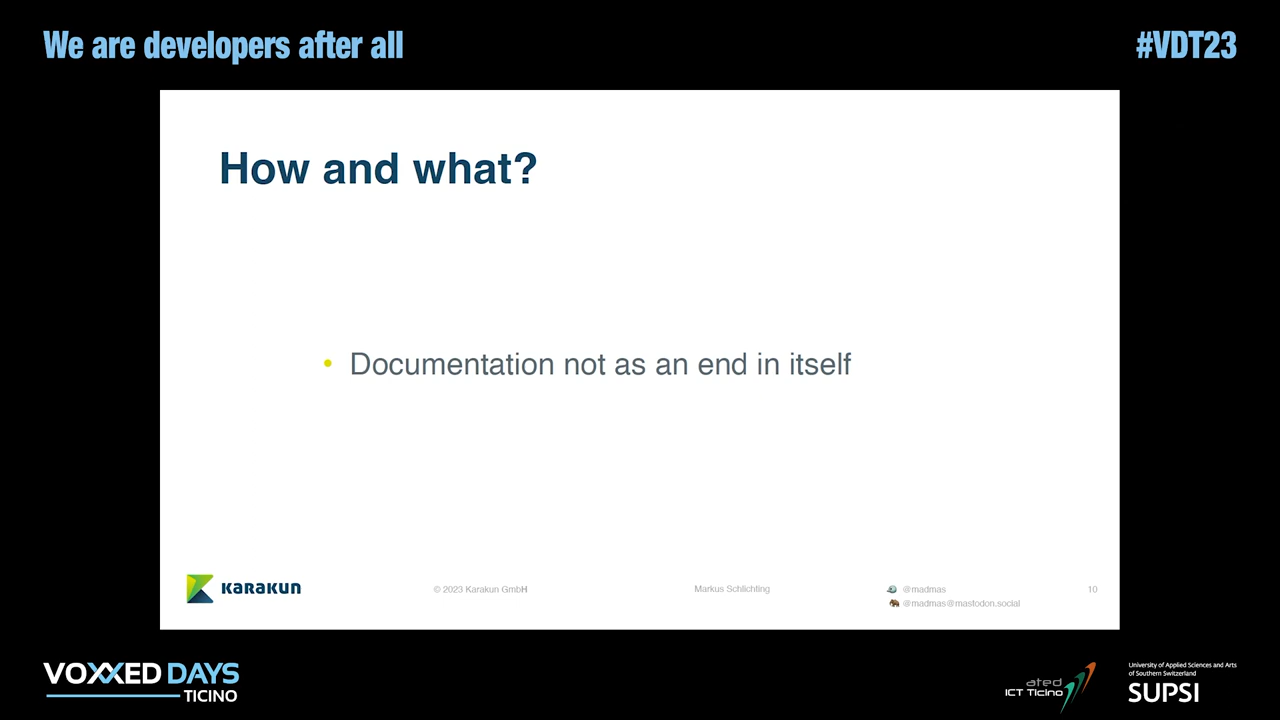 We are developers after all
#VDT23
How and what?
• Documentation not as an end in itself
KARAKUN
© 2023 Karakun GmbH
Markus Schlichting
@madmas
@madmas@mastodon.social
10
VOXXED DAYS
TICINO
ated
ICT Ticino
University of Applied Sciences and Arts
of Southern Switzerland
SUPSI